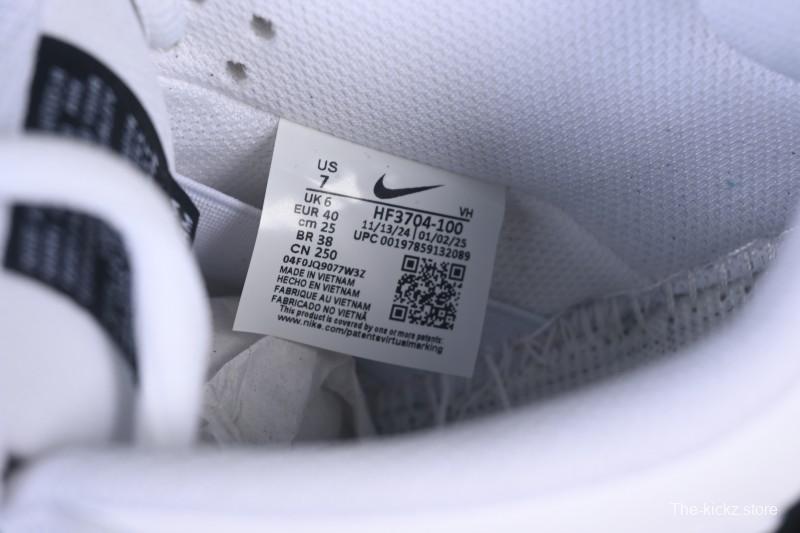 US
7
UK 6
EUR 40
cm 25
BR 38
CN 250
VH
HF3704-100
11/13/24 | 01/02/25
UPC 00197859132089
04F0JQ9077W3Z
MADE IN VIETNAM
HECHO EN VIETNAM
FABRIQUE AU VIETNAM
FABRICADO NO VIETNÃ
This product is covered by one or more patents:
www.nike.com/patentsvirtualmarking
The-kickz.store